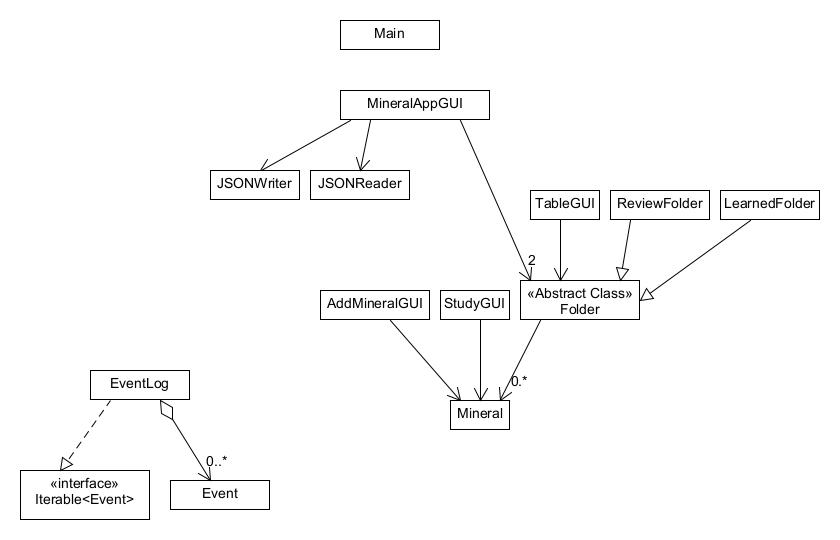 Main
MineralAppGUI
JSONWriter
JSONReader
TableGUI
ReviewFolder
LearnedFolder
2
«Abstract Class»
Folder
AddMineralGUI
StudyGUI
0.*
Mineral
EventLog
0..*
«interface»
Iterable<Event>
Event